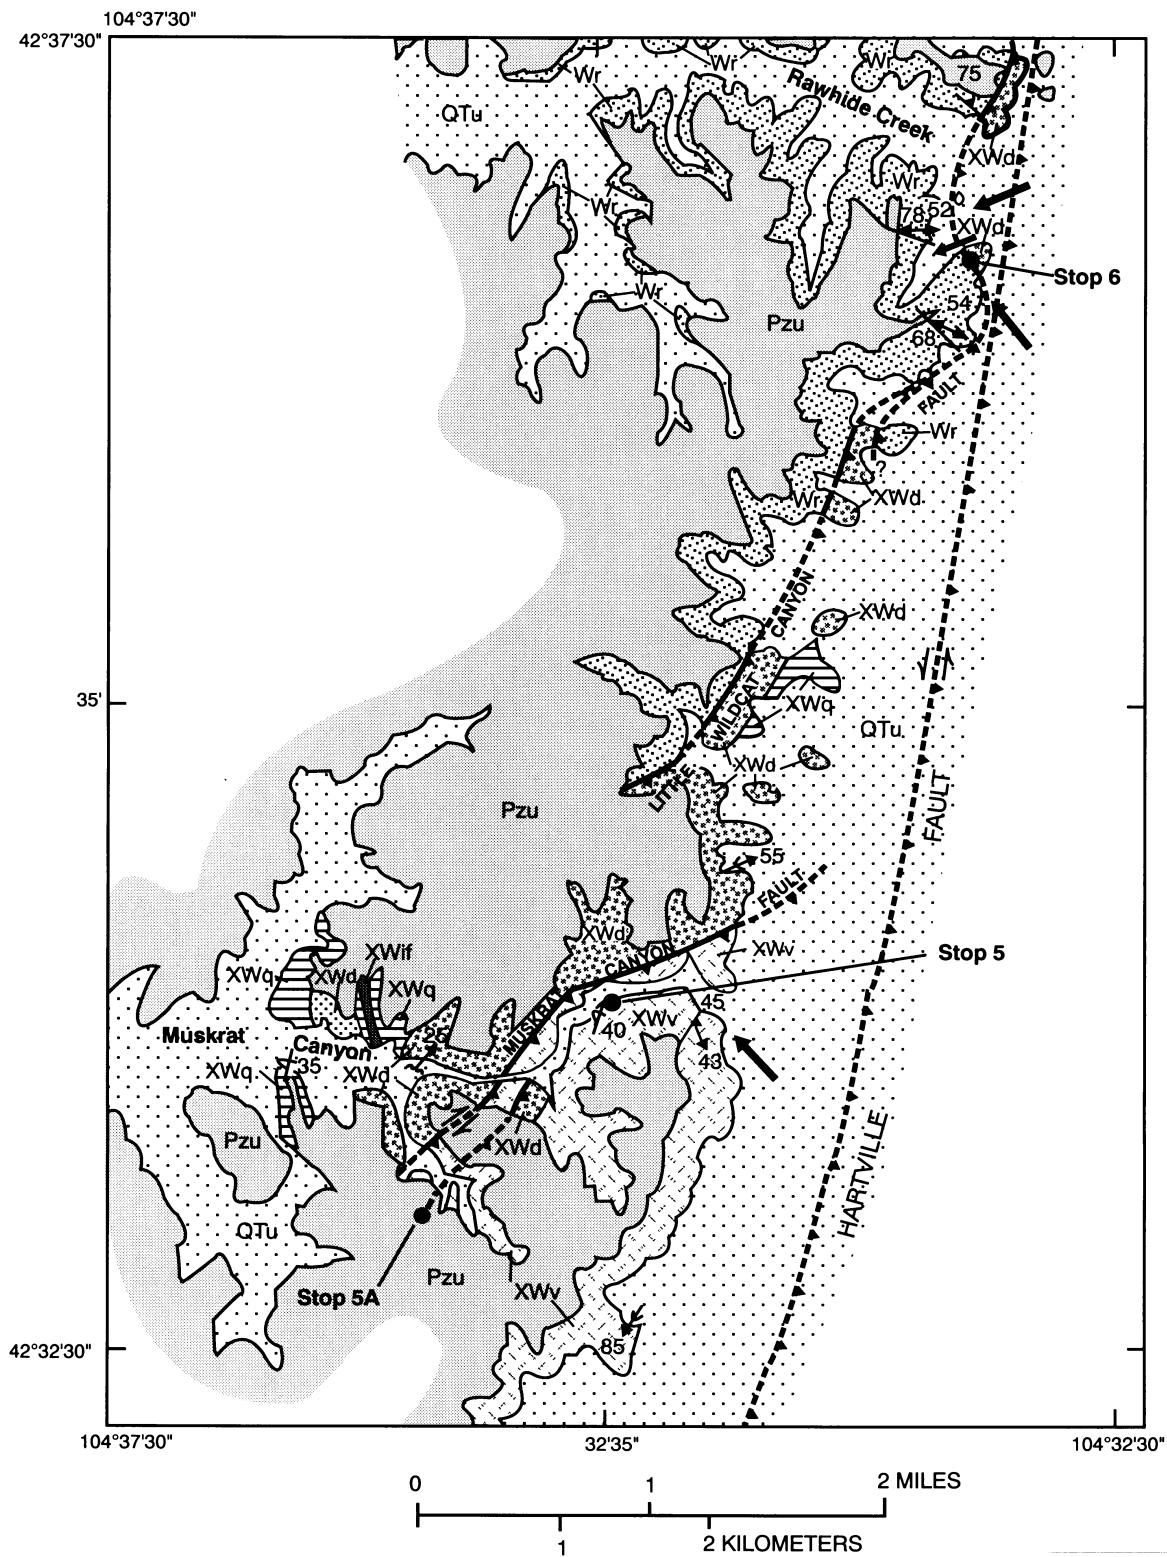 104°37'30"
42°37'30"
Wr
Wr
Wr
75
Rawhide Creek
QTu
XWd
Wr
Wr
78
52
XWd
Stop 6
Wr
54
Pzu
68
FAULT
Wr
Wr
XWd
CANYON
XWd
35'
WILDCAT
XWq
QTu
XWd
LITTLE
Pzu
FAULT
55
FAULT
XWd
CANYON
XWv
Stop 5
XWif
XWq
XWd
XWq
45
MUSKRAT
40
XWv
Muskrat
Canyon
25
43
XWq
35
XWd
HARTVILLE
Pzu
XWd
QTu
Pzu
Stop 5A
XWv
85
42°32'30"
104°37'30"
32'35"
104°32'30"
0
1
2 MILES
1
2 KILOMETERS